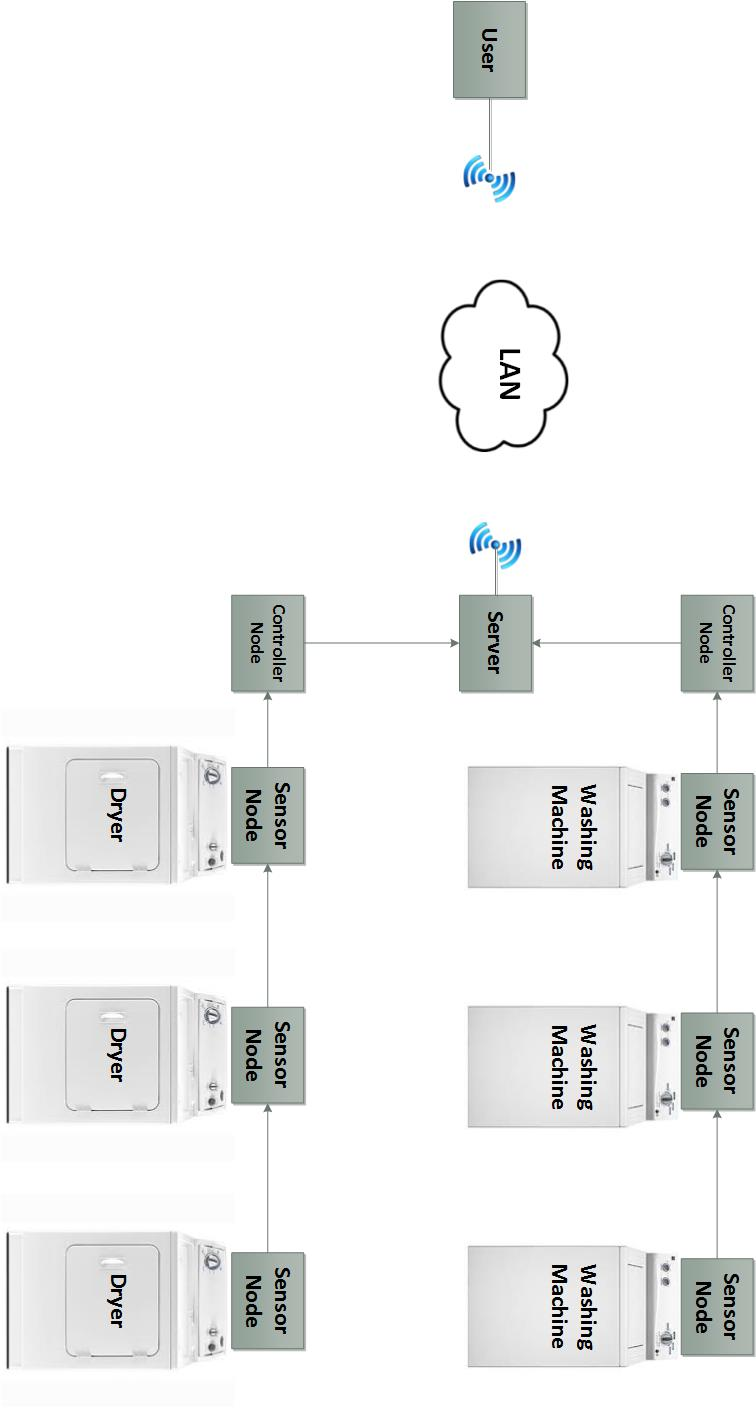 Controller
Node
Sensor
Node
Sensor
Node
Sensor
Node
Washing
Machine
Washing
Machine
Washing
Machine
User
LAN
Server
Controller
Node
Sensor
Node
Sensor
Node
Sensor
Node
Dryer
Dryer
Dryer